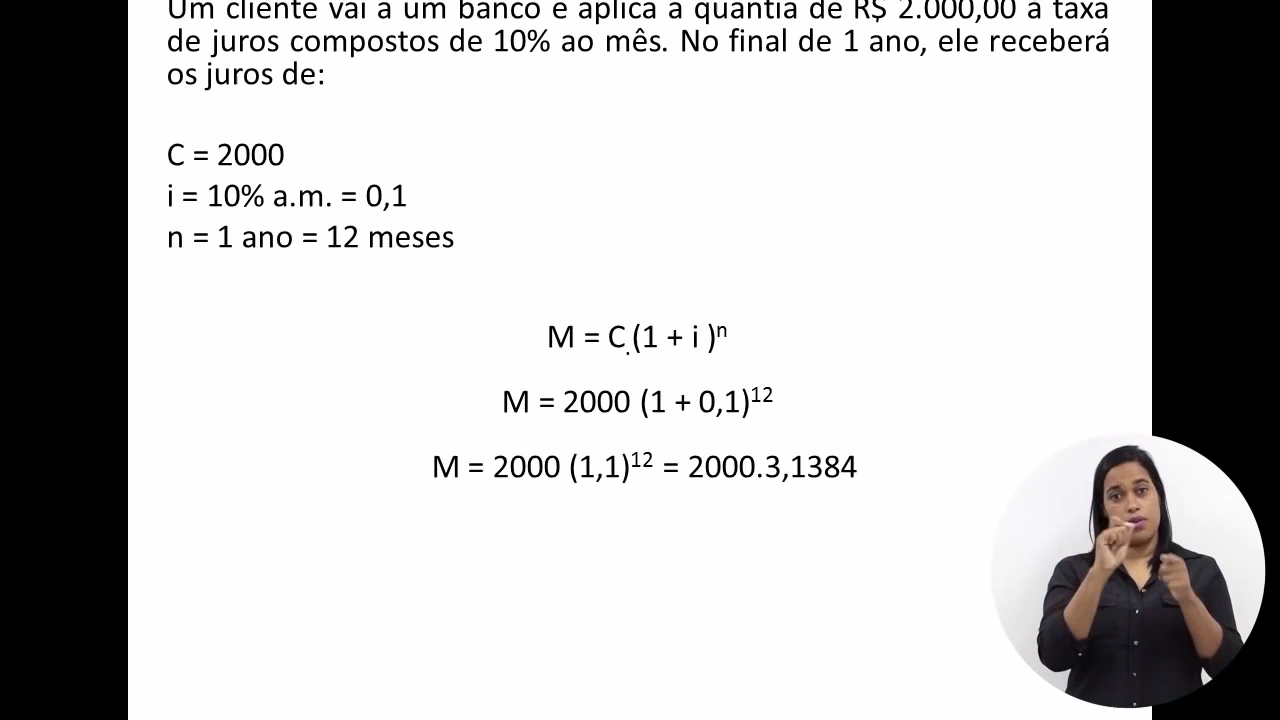 Um cliente vai a um banco e aplica a quantia de R$ 2.000,00 a taxa
de juros compostos de 10% ao mês. No final de 1 ano, ele receberá
os juros de:
C = 2000
i = 10% a.m. = 0,1
n = 1 ano = 12 meses
M = C.(1 + i )ⁿ
M = 2000 (1 + 0,1)¹²
M = 2000 (1,1)¹² = 2000.3,1384